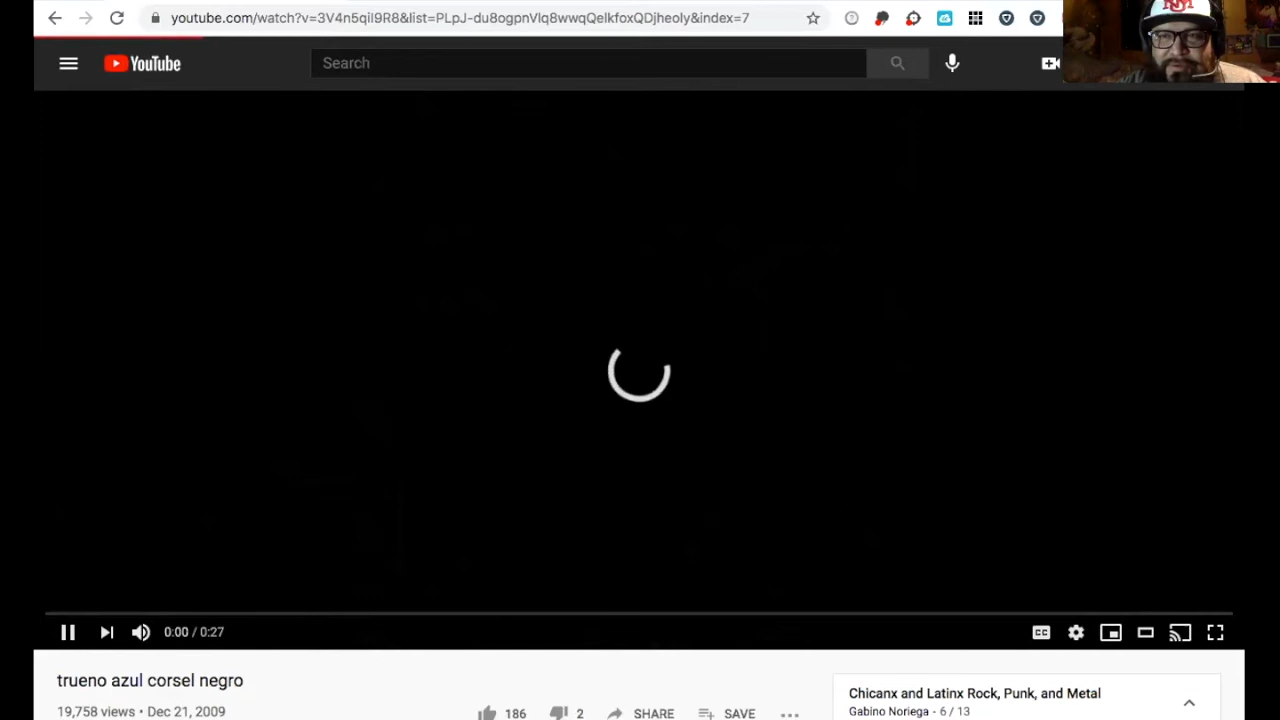 youtube.com/watch?v=3V4n5qiI9R8&list=PLpJ-du8ogpnVlq8wwqQelkfoxQDjheoly&index=7
YouTube
Search
0:00 / 0:27
CC
trueno azul corsel negro
19,758 views • Dec 21, 2009
186
2
SHARE
SAVE
Chicanx and Latinx Rock, Punk, and Metal
Gabino Noriega - 6 / 13